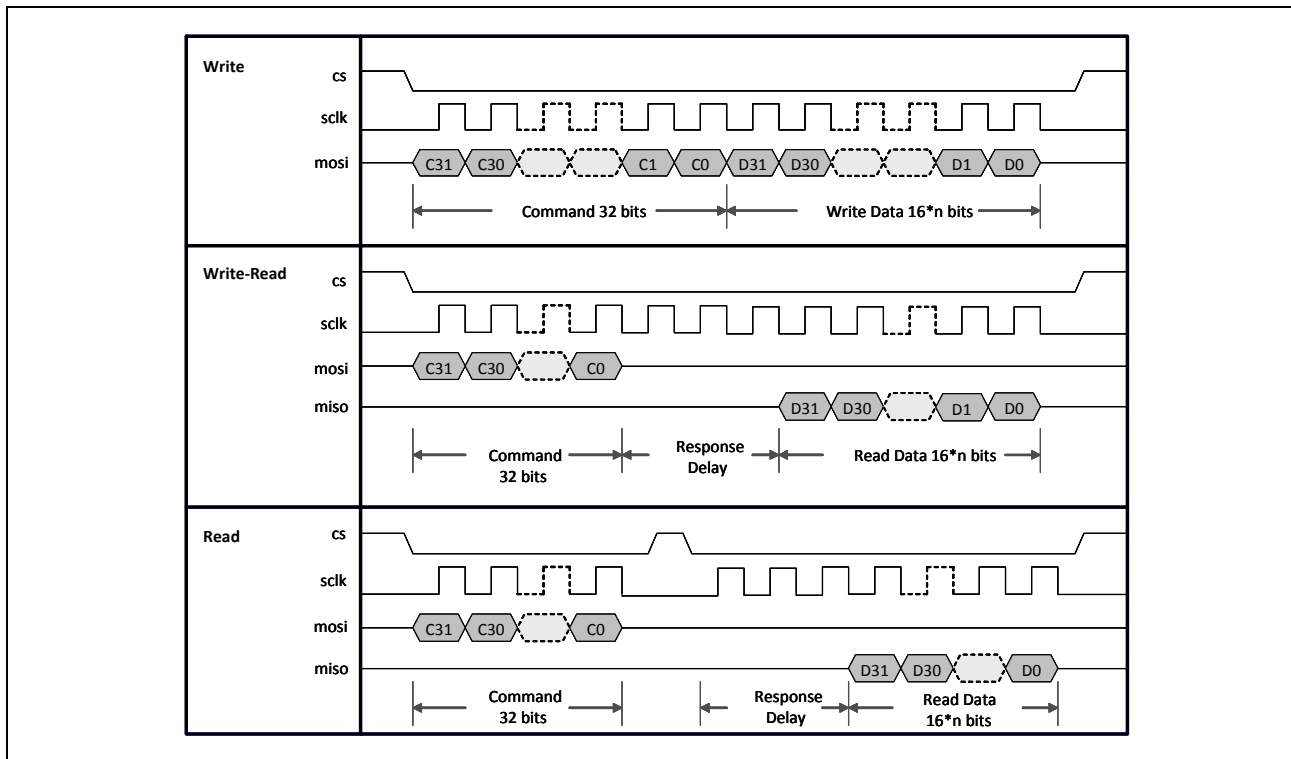 Write
cs
sclk
mosi
C31 C30 C1 C0 D31 D30 D1 D0
Command 32 bits
Write Data 16*n bits
Write-Read
cs
sclk
mosi
C31 C30 C0
miso
D31 D30 D1 D0
Command
32 bits
Response
Delay
Read Data 16*n bits
Read
cs
sclk
mosi
C31 C30 C0
miso
D31 D30 D0
Command
32 bits
Response
Delay
Read Data
16*n bits